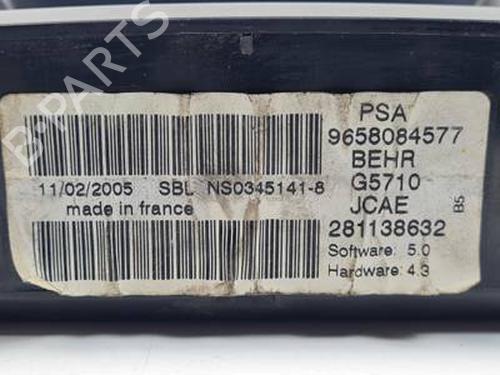 B-PARTS
11/02/2005 SBL NS0345141-8
made in france
PSA
9658084577
BEHR
G5710
JCAE
281138632
B5
Software: 5.0
Hardware: 4.3